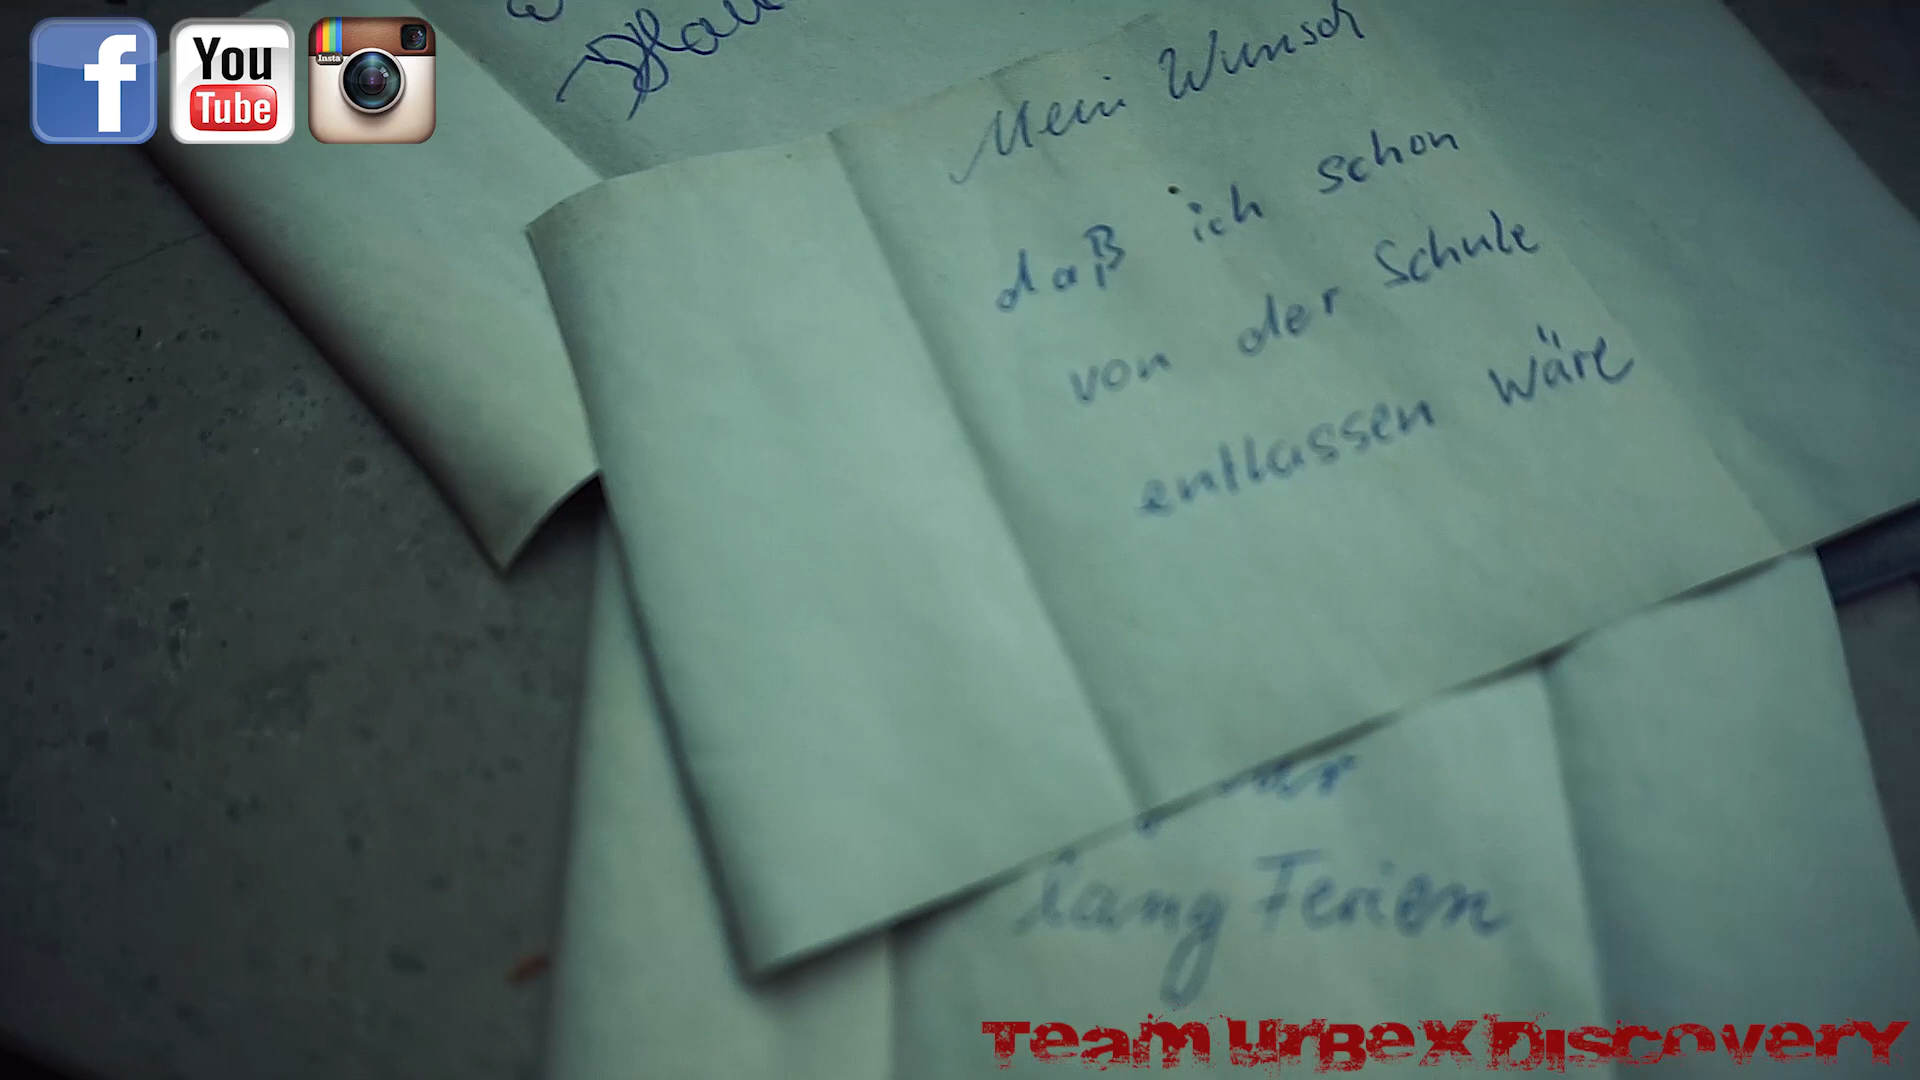 You
Tube
Insta
Mein Wunsch
daß ich schon
von der Schule
entlassen wäre
lang Ferien
Team Urbex Discovery